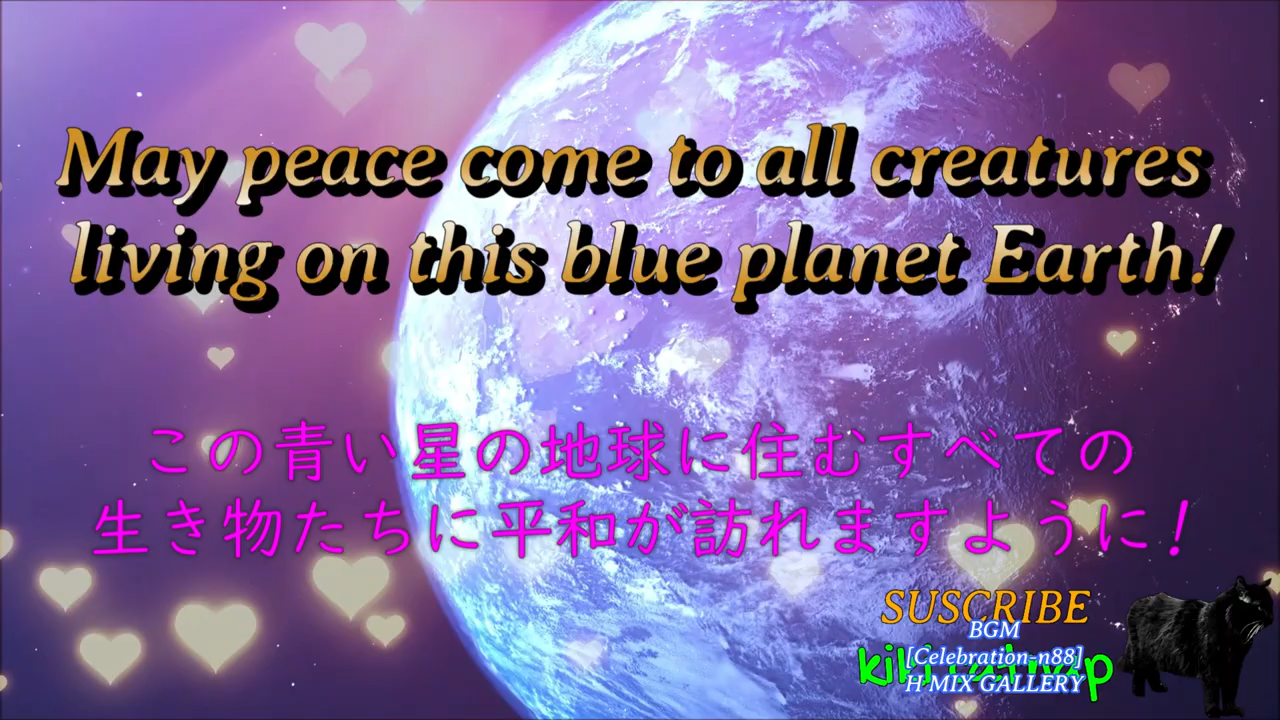 May peace come to all creatures
living on this blue planet Earth!
この青い星の地球に住むすべての
生き物たちに平和が訪れますように!
SUSCRIBE
BGM
[Celebration-n88]
H MIX GALLERY